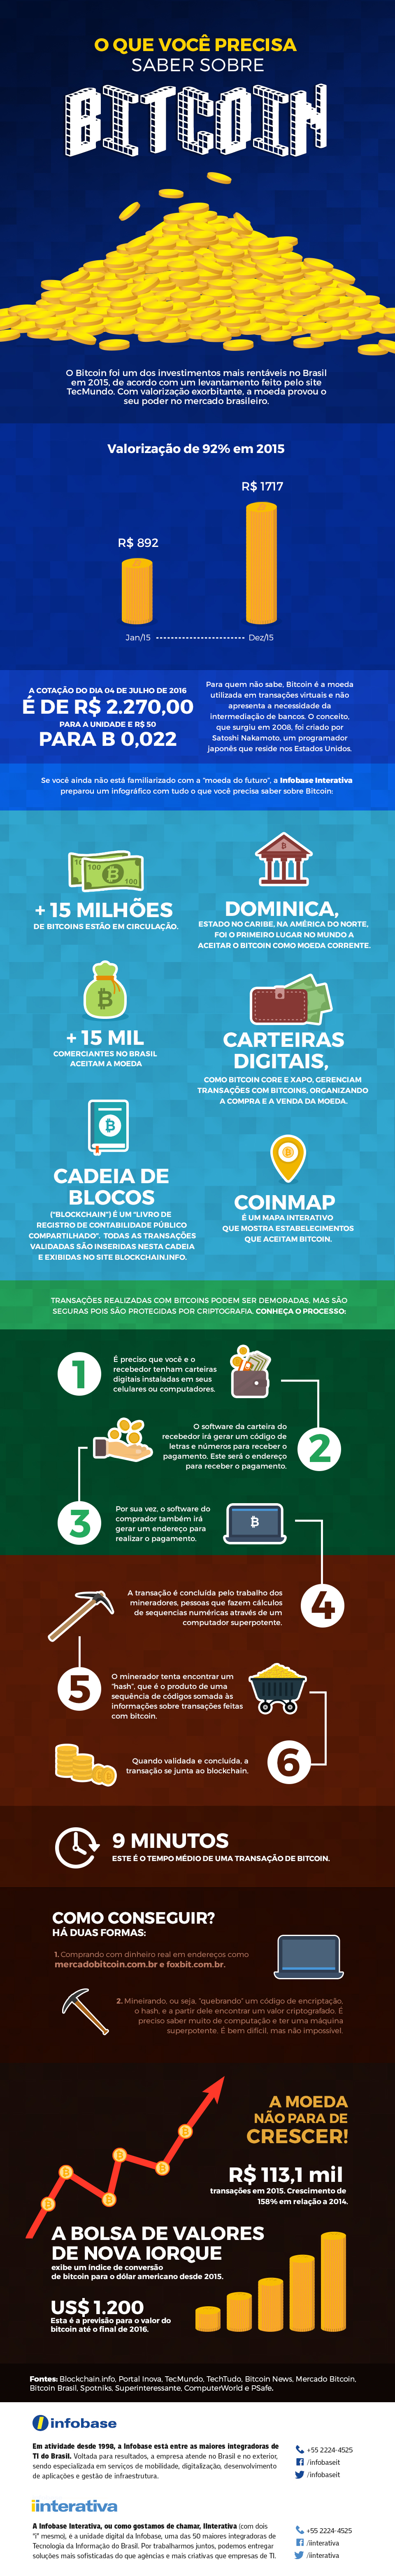 O QUE VOCÊ PRECISA
SABER SOBRE
BITCOIN
O Bitcoin foi um dos investimentos mais rentáveis no Brasil
em 2015, de acordo com um levantamento feito pelo site
TecMundo. Com valorização exorbitante, a moeda provou o
seu poder no mercado brasileiro.
Valorização de 92% em 2015
R$ 1717
R$ 892
Jan/15
Dez/15
A COTAÇÃO DO DIA 04 DE JULHO DE 2016
É DE R$ 2.270,00
PARA A UNIDADE E R$ 50
PARA B 0,022
Para quem não sabe, Bitcoin é a moeda
utilizada em transações virtuais e não
apresenta a necessidade da
intermediação de bancos. O conceito,
que surgiu em 2008, foi criado por
Satoshi Nakamoto, um programador
japonês que reside nos Estados Unidos.
Se você ainda não está familiarizado com a "moeda do futuro", a Infobase Interativa
preparou um infográfico com tudo o que você precisa saber sobre Bitcoin:
100
100
+ 15 MILHÕES
DE BITCOINS ESTÃO EM CIRCULAÇÃO.
DOMINICA,
ESTADO NO CARIBE, NA AMÉRICA DO NORTE,
FOI O PRIMEIRO LUGAR NO MUNDO A
ACEITAR O BITCOIN COMO MOEDA CORRENTE.
+ 15 MIL
COMERCIANTES NO BRASIL
ACEITAM A MOEDA
CARTEIRAS
DIGITAIS,
COMO BITCOIN CORE E XAPO, GERENCIAM
TRANSAÇÕES COM BITCOINS, ORGANIZANDO
A COMPRA E A VENDA DA MOEDA.
CADEIA DE
BLOCOS
("BLOCKCHAIN") É UM "LIVRO DE
REGISTRO DE CONTABILIDADE PÚBLICO
COMPARTILHADO". TODAS AS TRANSAÇÕES
VALIDADAS SÃO INSERIDAS NESTA CADEIA
E EXIBIDAS NO SITE BLOCKCHAIN.INFO.
COINMAP
É UM MAPA INTERATIVO
QUE MOSTRA ESTABELECIMENTOS
QUE ACEITAM BITCOIN.
TRANSAÇÕES REALIZADAS COM BITCOINS PODEM SER DEMORADAS, MAS SÃO
SEGURAS POIS SÃO PROTEGIDAS POR CRIPTOGRAFIA. CONHEÇA O PROCESSO:
1
É preciso que você e o
recebedor tenham carteiras
digitais instaladas em seus
celulares ou computadores.
O software da carteira do
recebedor irá gerar um código de
letras e números para receber o
pagamento. Este será o endereço
para receber o pagamento.
2
3
Por sua vez, o software do
comprador também irá
gerar um endereço para
realizar o pagamento.
A transação é concluída pelo trabalho dos
mineradores, pessoas que fazem cálculos
de sequencias numéricas através de um
computador superpotente,
4
5
O minerador tenta encontrar um
"hash", que é o produto de uma
sequência de códigos somada às
informações sobre transações feitas
com bitcoin.
Quando validada e concluída, a
transação se junta ao blockchain.
6
9 MINUTOS
ESTE É O TEMPO MÉDIO DE UMA TRANSAÇÃO DE BITCOIN.
COMO CONSEGUIR?
HÁ DUAS FORMAS:
1. Comprando com dinheiro real em endereços como
mercadobitcoin.com.br e foxbit.com.br.
2. Mineirando, ou seja, "quebrando" um código de encriptação,
o hash, e a partir dele encontrar um valor criptografado. É
preciso saber muito de computação e ter uma máquina
superpotente. É bem difícil, mas não impossível.
A MOEDA
NÃO PARA DE
CRESCER!
R$ 113,1 mil
transações em 2015. Crescimento de
158% em relação a 2014.
A BOLSA DE VALORES
DE NOVA IORQUE
exibe um índice de conversão
de bitcoin para o dólar americano desde 2015.
US$ 1.200
Esta é a previsão para o valor do
bitcoin até o final de 2016.
Fontes: Blockchain.info, Portal Inova, TecMundo, TechTudo, Bitcoin News, Mercado Bitcoin,
Bitcoin Brasil, Spotniks, Superinteressante, ComputerWorld e PSafe.
infobase
Em atividade desde 1998, a Infobase está entre as maiores integradoras de
TI do Brasil. Voltada para resultados, a empresa atende no Brasil e no exterior,
sendo especializada em serviços de mobilidade, digitalização, desenvolvimento
de aplicações e gestão de infraestrutura.
+55 2224-4525
/infobaseit
/infobaseit
iinterativa
A Infobase Interativa, ou como gostamos de chamar, IInterativa (com dois
"i" mesmo), é a unidade digital da Infobase, uma das 50 maiores integradoras de
Tecnologia da Informação do Brasil. Por trabalharmos juntos, podemos entregar
soluções mais sofisticadas do que agências e mais criativas que empresas de TI.
+55 2224-4525
/iinterativa
/iinterativa